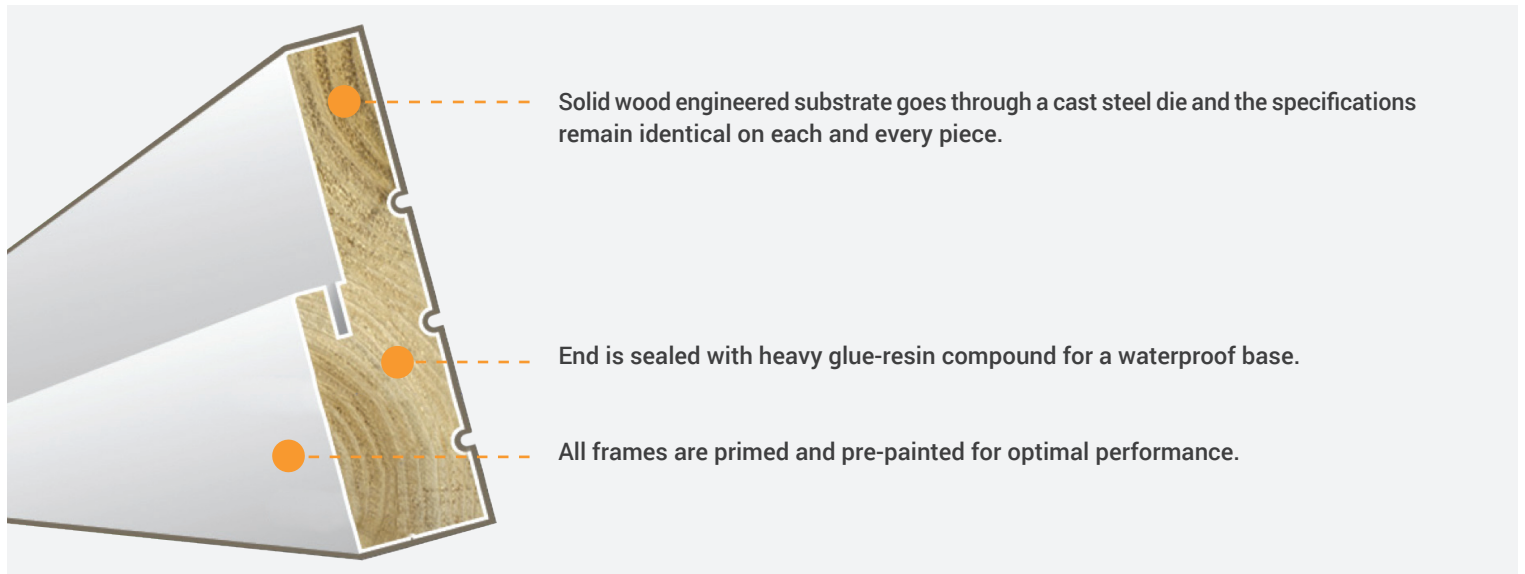 Solid wood engineered substrate goes through a cast steel die and the specifications
remain identical on each and every piece.
End is sealed with heavy glue-resin compound for a waterproof base.
All frames are primed and pre-painted for optimal performance.